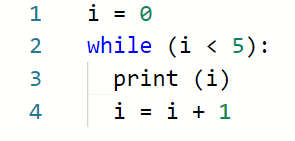 1 i = 0
2 while (i < 5):
3   print (i)
4   i = i + 1